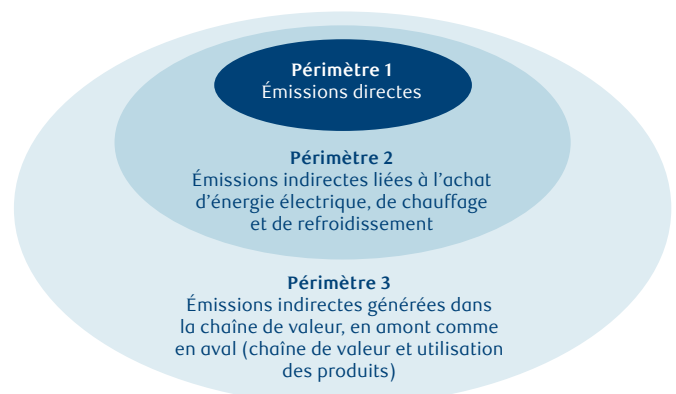 Périmètre 1
Émissions directes
Périmètre 2
Émissions indirectes liées à l’achat
d’énergie électrique, de chauffage
et de refroidissement
Périmètre 3
Émissions indirectes générées dans
la chaîne de valeur, en amont comme
en aval (chaîne de valeur et utilisation
des produits)